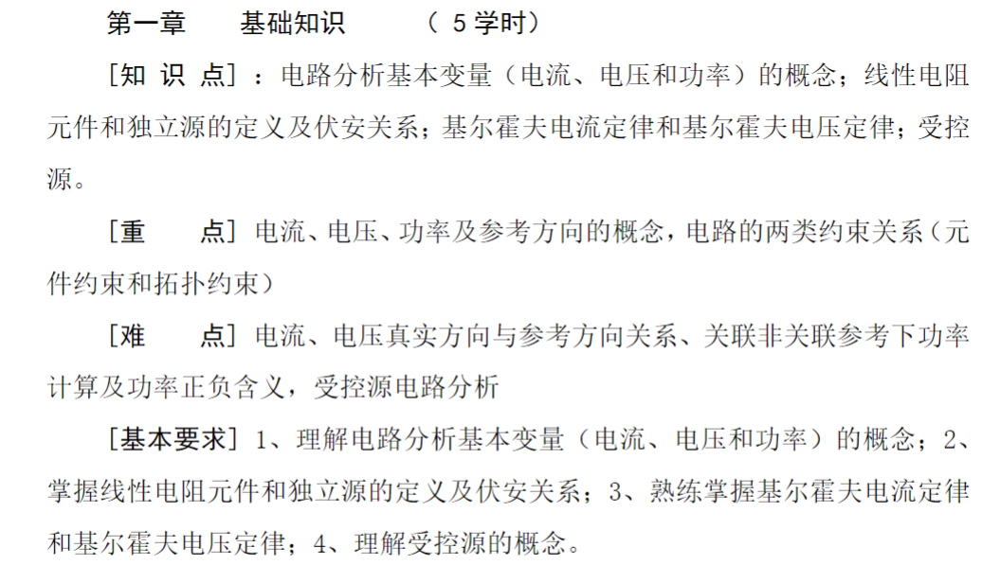 第一章 基础知识 （ 5 学时）
[知 识 点] ：电路分析基本变量（电流、电压和功率）的概念；线性电阻
元件和独立源的定义及伏安关系；基尔霍夫电流定律和基尔霍夫电压定律；受控
源。
[重 点] 电流、电压、功率及参考方向的概念，电路的两类约束关系（元
件约束和拓扑约束）
[难 点] 电流、电压真实方向与参考方向关系、关联非关联参考下功率
计算及功率正负含义，受控源电路分析
[基本要求] 1、理解电路分析基本变量（电流、电压和功率）的概念；2、
掌握线性电阻元件和独立源的定义及伏安关系；3、熟练掌握基尔霍夫电流定律
和基尔霍夫电压定律；4、理解受控源的概念。